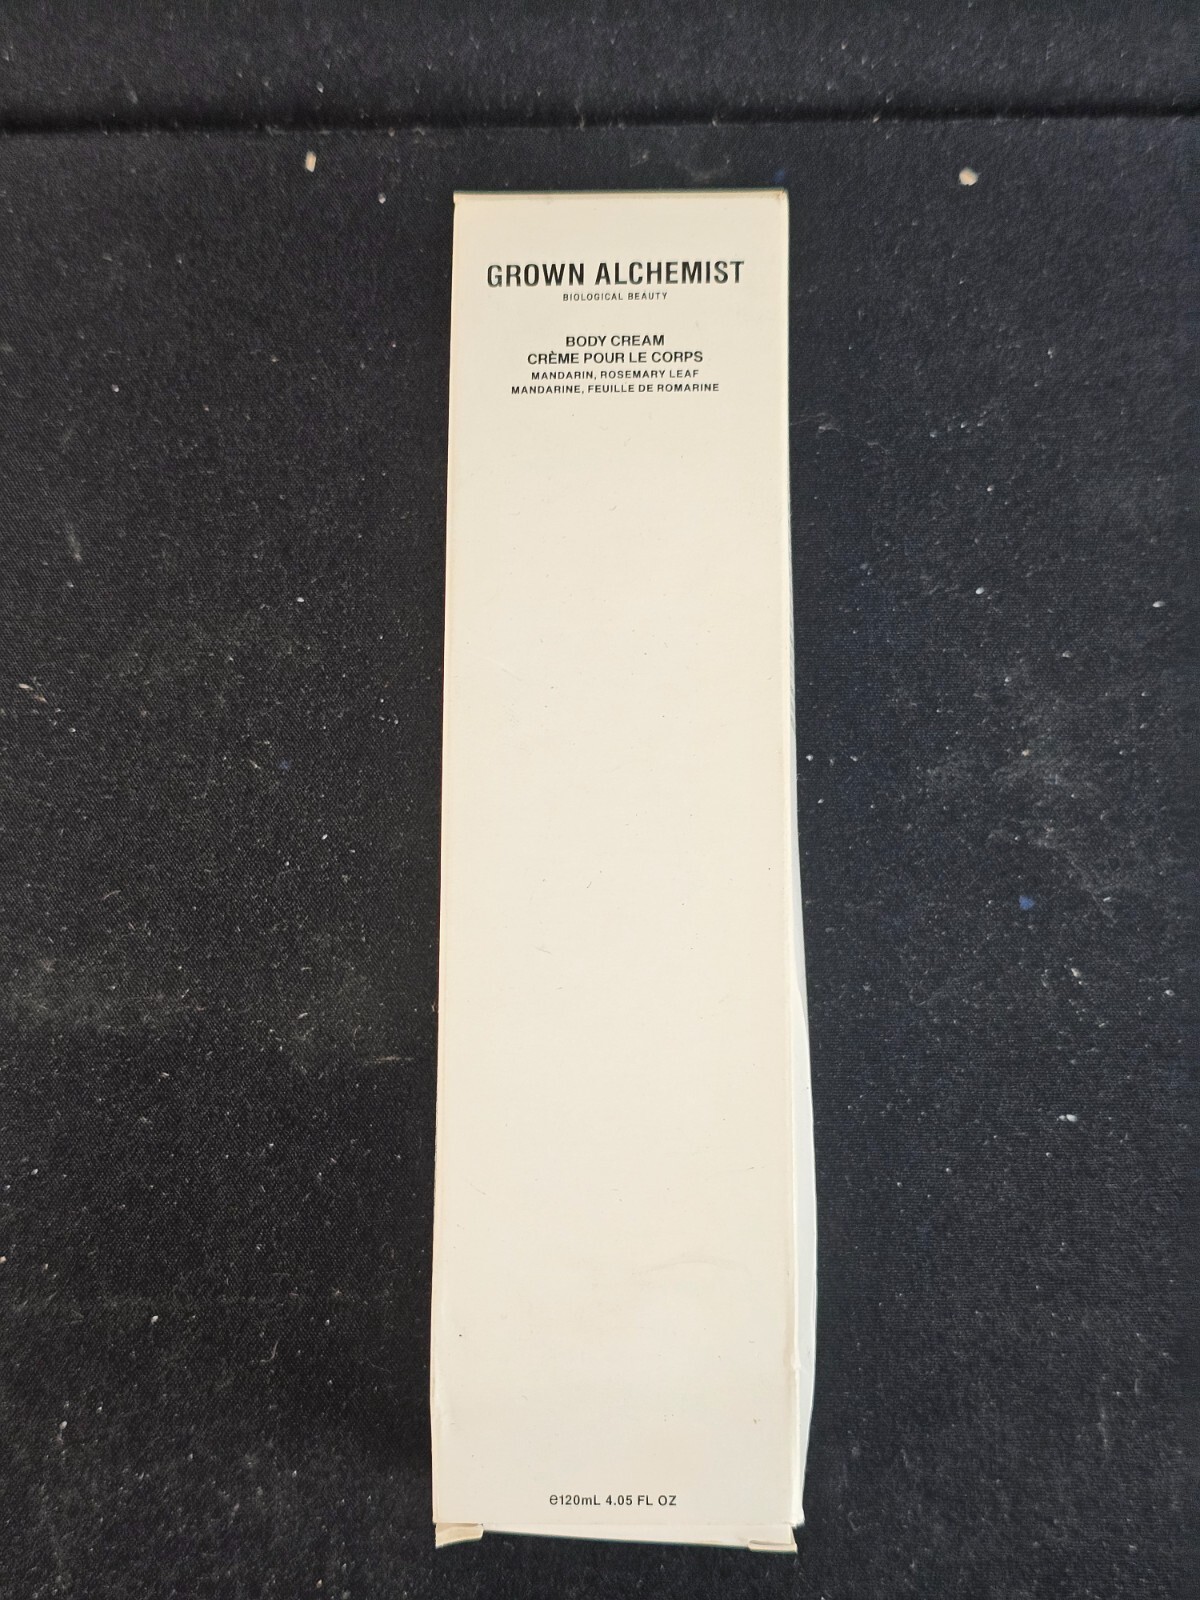 GROWN ALCHEMIST
BIOLOGICAL BEAUTY
BODY CREAM
CRÈME POUR LE CORPS
MANDARIN, ROSEMARY LEAF
MANDARINE, FEUILLE DE ROMARINE
℮120mL 4.05 FL OZ